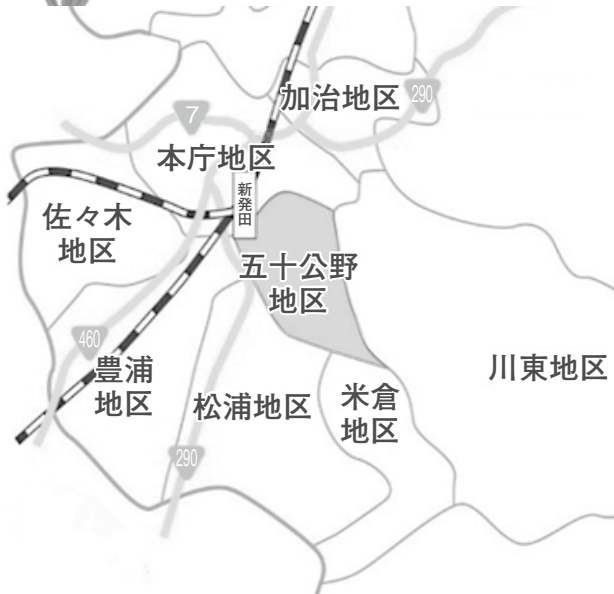 加治地区
290
7
本庁地区
新発田
佐々木
地区
五十公野
地区
460
豊浦
地区
松浦地区
米倉
地区
川東地区
290